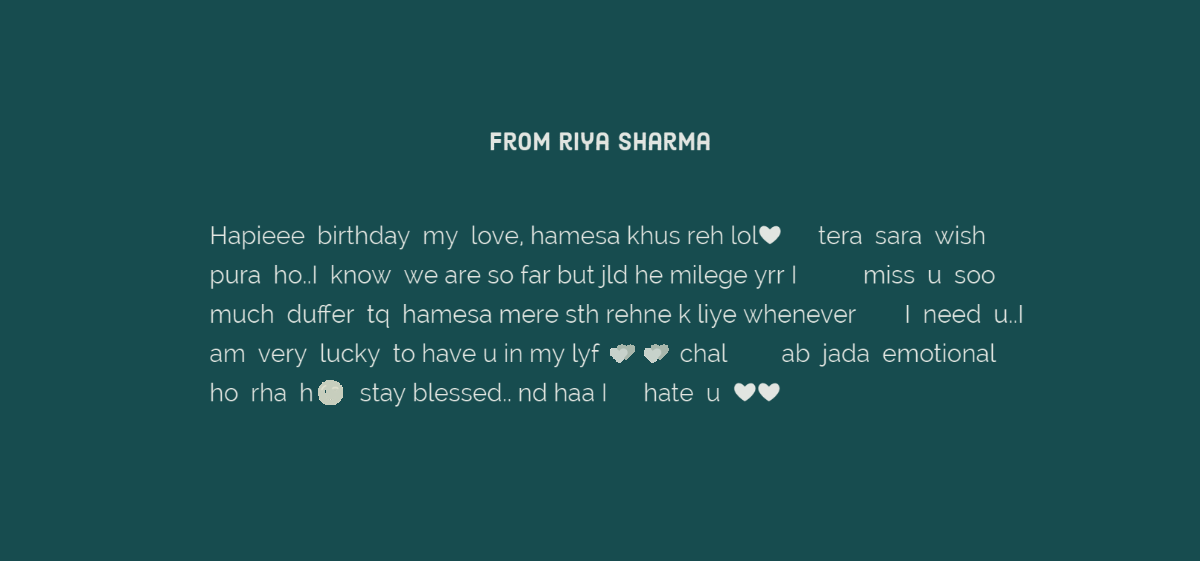 FROM RIYA SHARMA
Hapieee birthday my love, hamesa khus reh lol🤍 tera sara wish
pura ho..I know we are so far but jld he milege yrr I miss u soo
much duffer tq hamesa mere sth rehne k liye whenever I need u..I
am very lucky to have u in my lyf 💕 💕 chal ab jada emotional
ho rha h stay blessed.. nd haa I hate u 🤍🤍